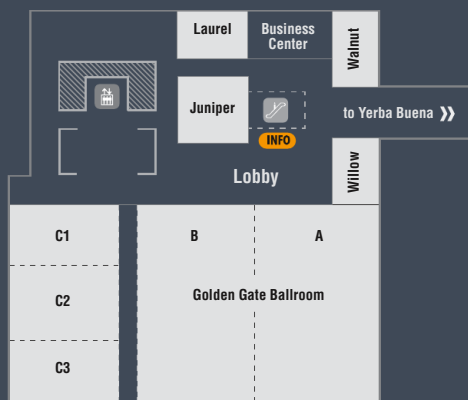 Laurel
Business
Center
Walnut
Juniper
to Yerba Buena
INFO
Lobby
Willow
C1
B
A
C2
Golden Gate Ballroom
C3